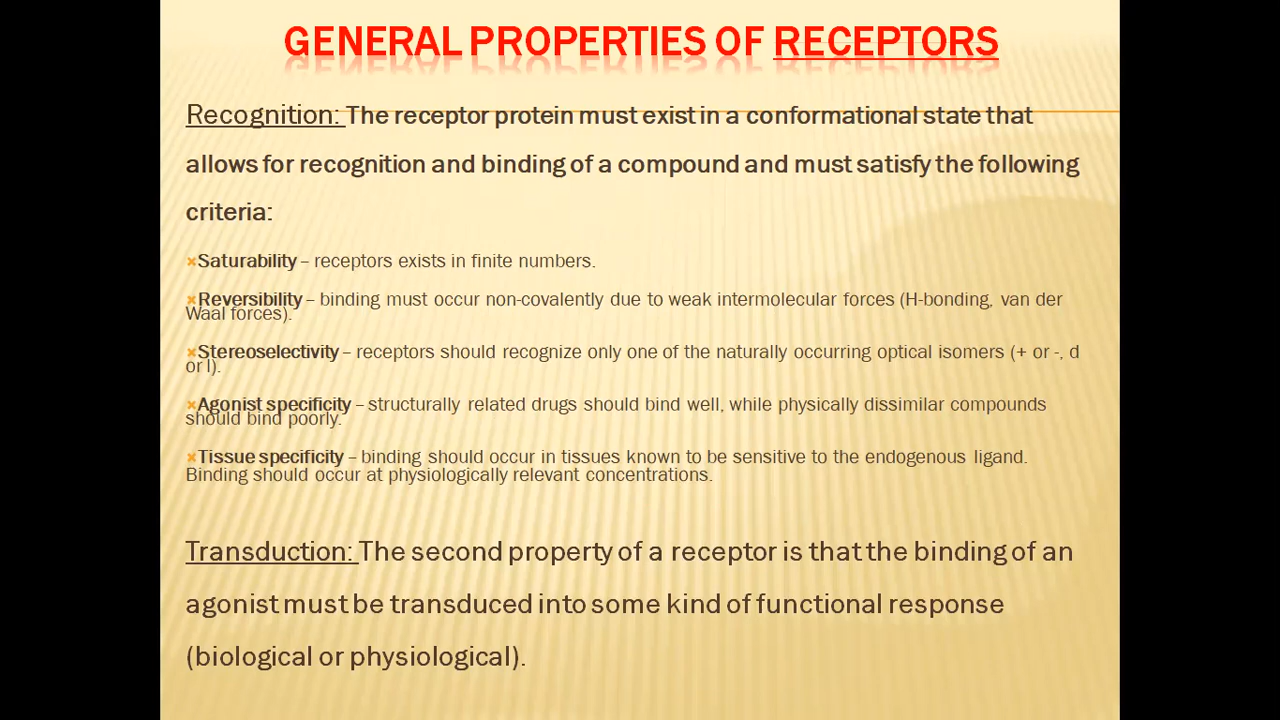 GENERAL PROPERTIES OF RECEPTORS
Recognition: The receptor protein must exist in a conformational state that
allows for recognition and binding of a compound and must satisfy the following
criteria:
Saturability – receptors exists in finite numbers.
Reversibility – binding must occur non-covalently due to weak intermolecular forces (H-bonding, van der
Waal forces).
Stereoselectivity – receptors should recognize only one of the naturally occurring optical isomers (+ or -, d
or l).
Agonist specificity – structurally related drugs should bind well, while physically dissimilar compounds
should bind poorly.
Tissue specificity – binding should occur in tissues known to be sensitive to the endogenous ligand.
Binding should occur at physiologically relevant concentrations.
Transduction: The second property of a receptor is that the binding of an
agonist must be transduced into some kind of functional response
(biological or physiological).